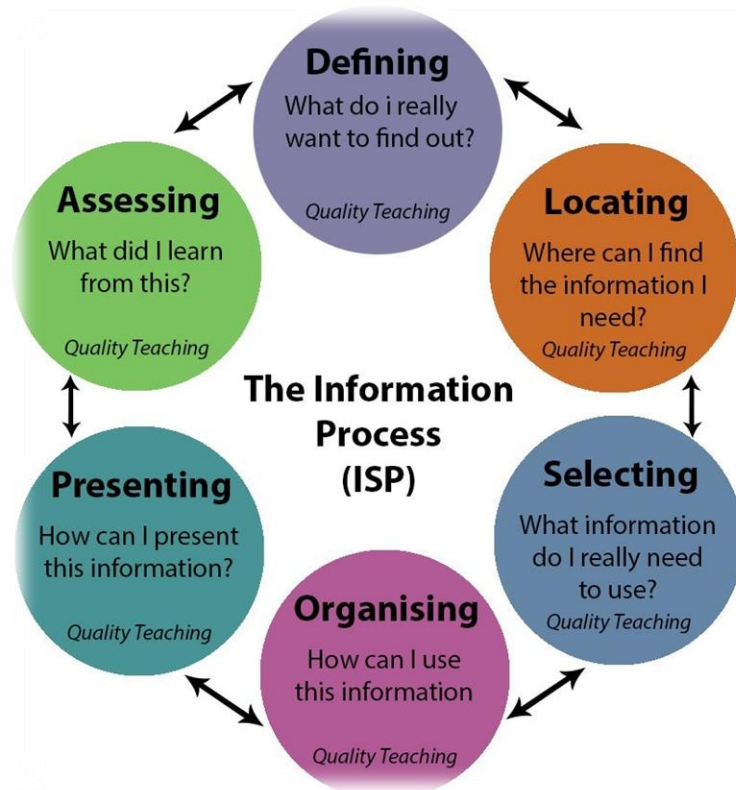 Defining
What do i really
want to find out?
Quality Teaching
Locating
Where can I find
the information I
need?
Quality Teaching
Selecting
What information
do I really need
to use?
Quality Teaching
Organising
How can I use
this information
Quality Teaching
Presenting
How can I present
this information?
Quality Teaching
Assessing
What did I learn
from this?
Quality Teaching
The Information
Process
(ISP)